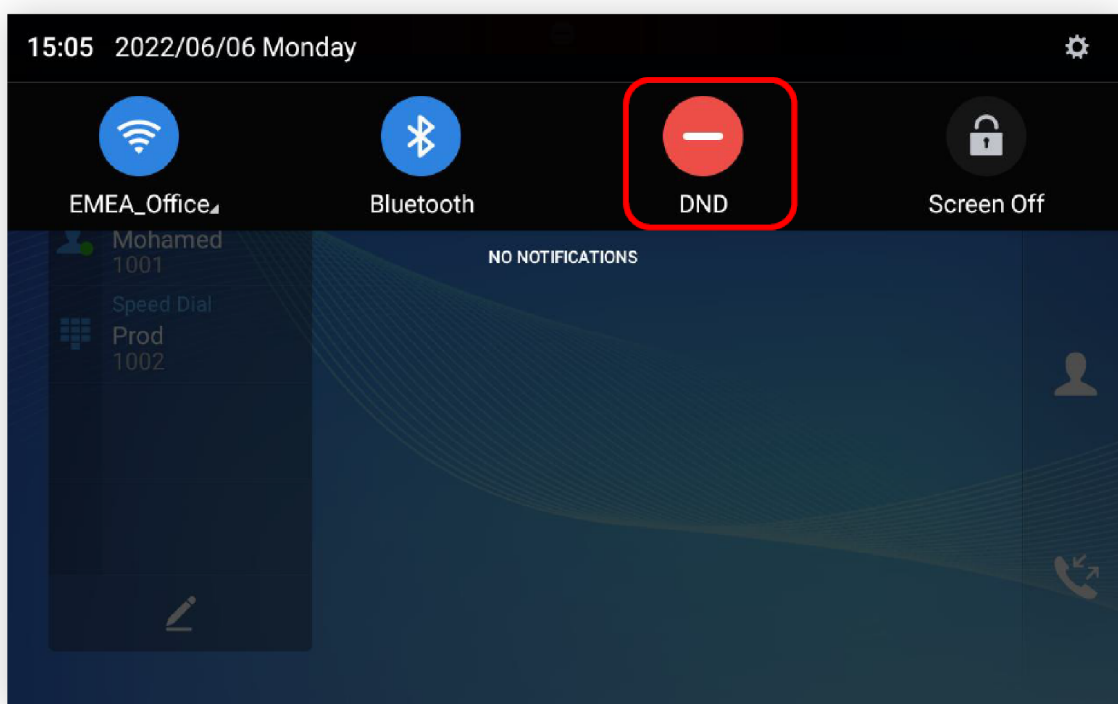 15:05 2022/06/06 Monday
EMEA_Office Bluetooth DND Screen Off
Mohamed
1001
NO NOTIFICATIONS
Speed Dial
Prod
1002